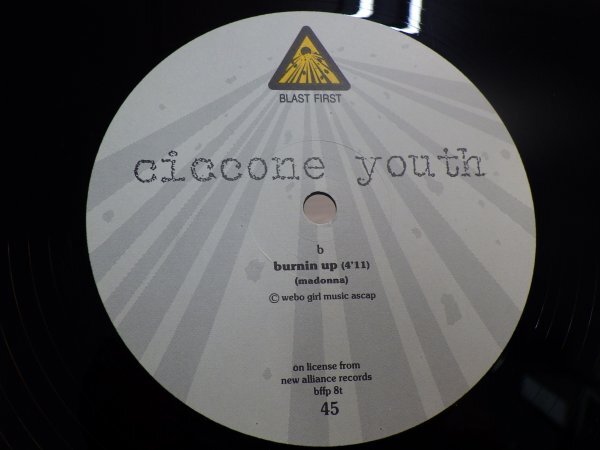 BLAST FIRST
ciccone youth
b
burnin up (4'11)
(madonna)
© webo girl music ascap
on license from
new alliance records
bffp 8t
45